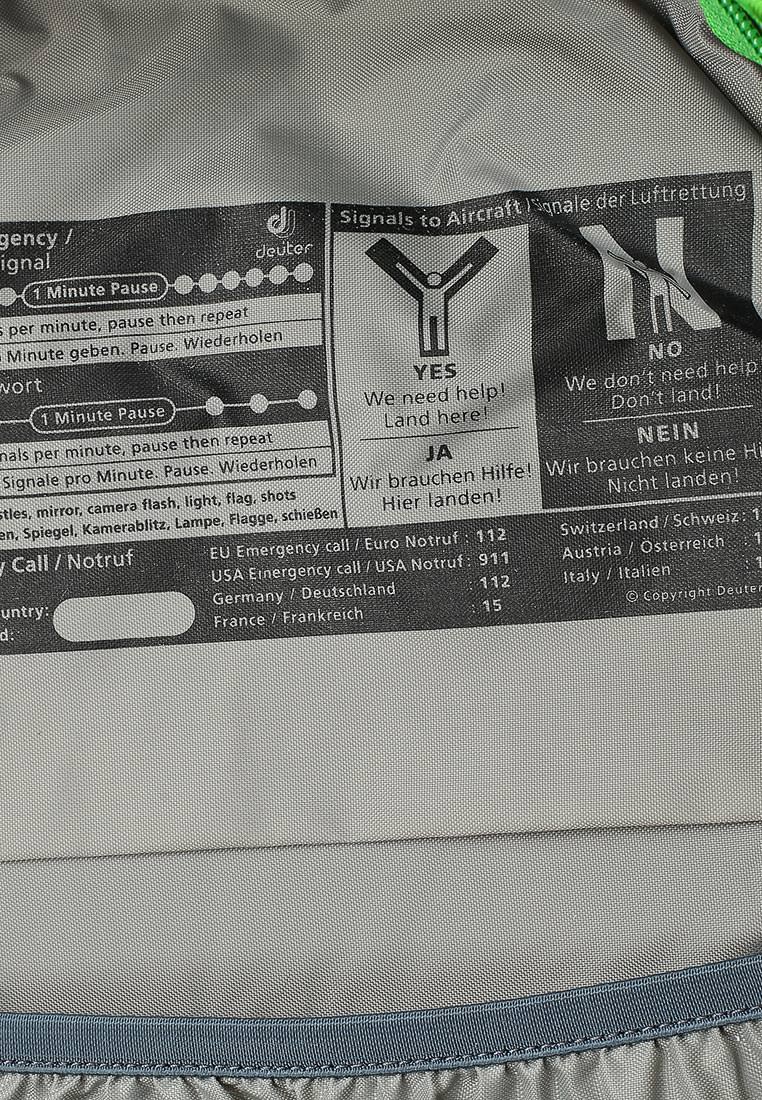 gency /
ignal
deuter
1 Minute Pause
s per minute, pause then repeat
Minute geben. Pause. Wiederholen
wort
1 Minute Pause
nals per minute, pause then repeat
Signale pro Minute. Pause. Wiederholen
stles, mirror, camera flash, light, flag, shots
en, Spiegel, Kamerablitz, Lampe, Flagge, schießen
Signals to Aircraft / Signale der Luftrettung
YES
We need help!
Land here!
JA
Wir brauchen Hilfe!
Hier landen!
NO
We don't need help
Don't land!
NEIN
Wir brauchen keine Hi
Nicht landen!
y Call / Notruf
untry:
d:
EU Emergency call / Euro Notruf : 112
USA Emergency call / USA Notruf : 911
Germany / Deutschland : 112
France / Frankreich : 15
Switzerland / Schweiz: 1
Austria / Österreich : 1
Italy / Italien : 1
© Copyright Deuter